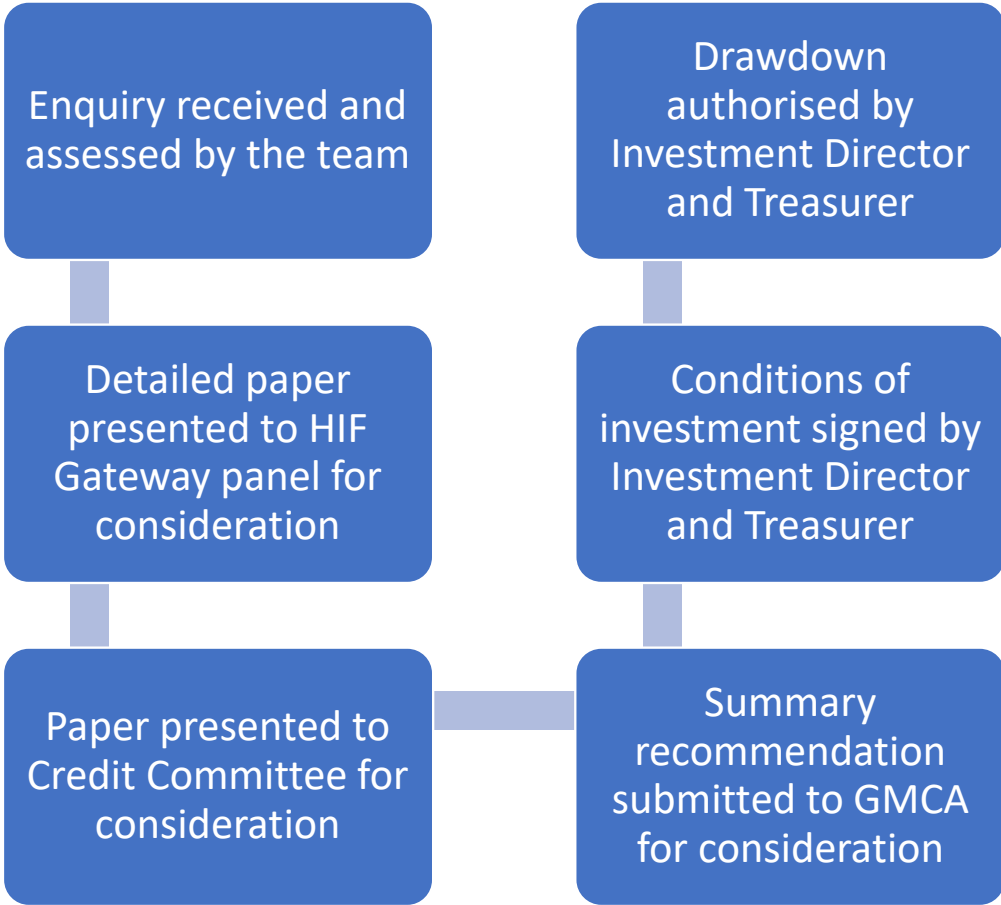 Enquiry received and
assessed by the team
Detailed paper
presented to HIF
Gateway panel for
consideration
Paper presented to
Credit Committee for
consideration
Summary
recommendation
submitted to GMCA
for consideration
Conditions of
investment signed by
Investment Director
and Treasurer
Drawdown
authorised by
Investment Director
and Treasurer